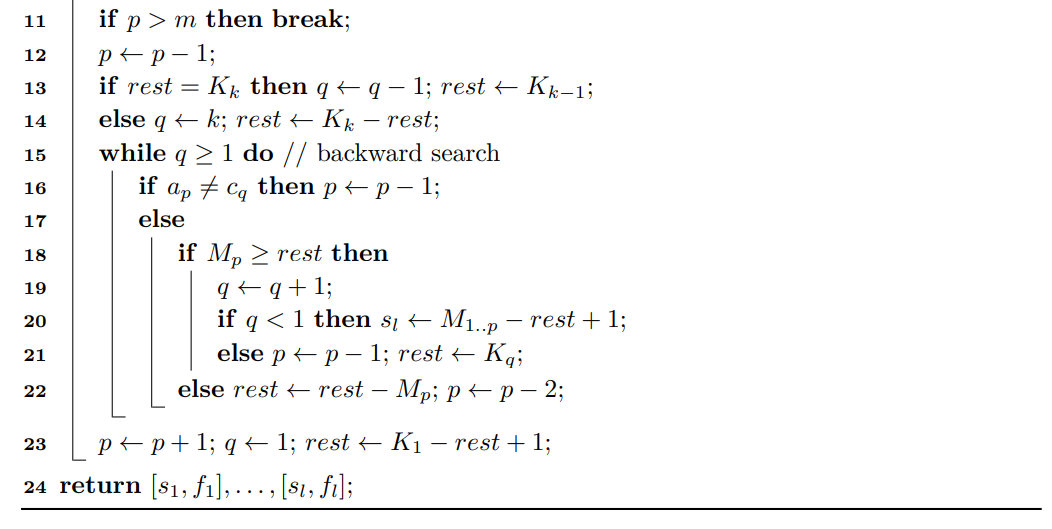 11 if p > m then break;
12 p ← p − 1;
13 if rest = K_k then q ← q − 1; rest ← K_{k−1};
14 else q ← k; rest ← K_k − rest;
15 while q ≥ 1 do // backward search
16 if a_p ≠ c_q then p ← p − 1;
17 else
18 if M_p ≥ rest then
19 q ← q + 1;
20 if q < 1 then s_l ← M_{1..p} − rest + 1;
21 else p ← p − 1; rest ← K_q;
22 else rest ← rest − M_p; p ← p − 2;
23 p ← p + 1; q ← 1; rest ← K_1 − rest + 1;
24 return [s_1, f_1], . . . , [s_l, f_l];